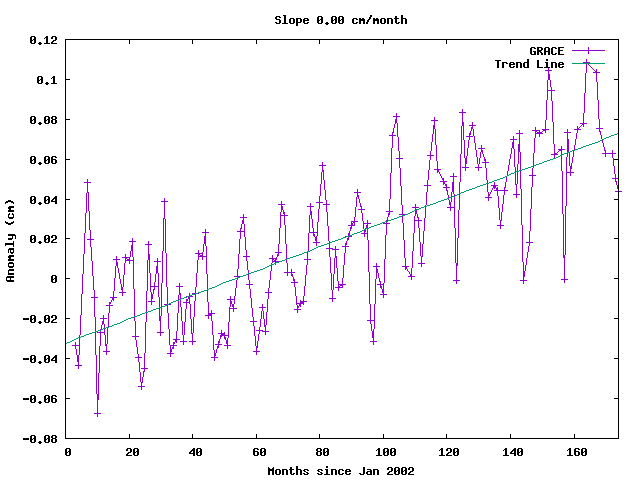 Slope 0.00 cm/month
0.12
0.1
0.08
0.06
0.04
0.02
0
-0.02
-0.04
-0.06
-0.08
Anomaly (cm)
GRACE
Trend Line
0 20 40 60 80 100 120 140 160
Months since Jan 2002